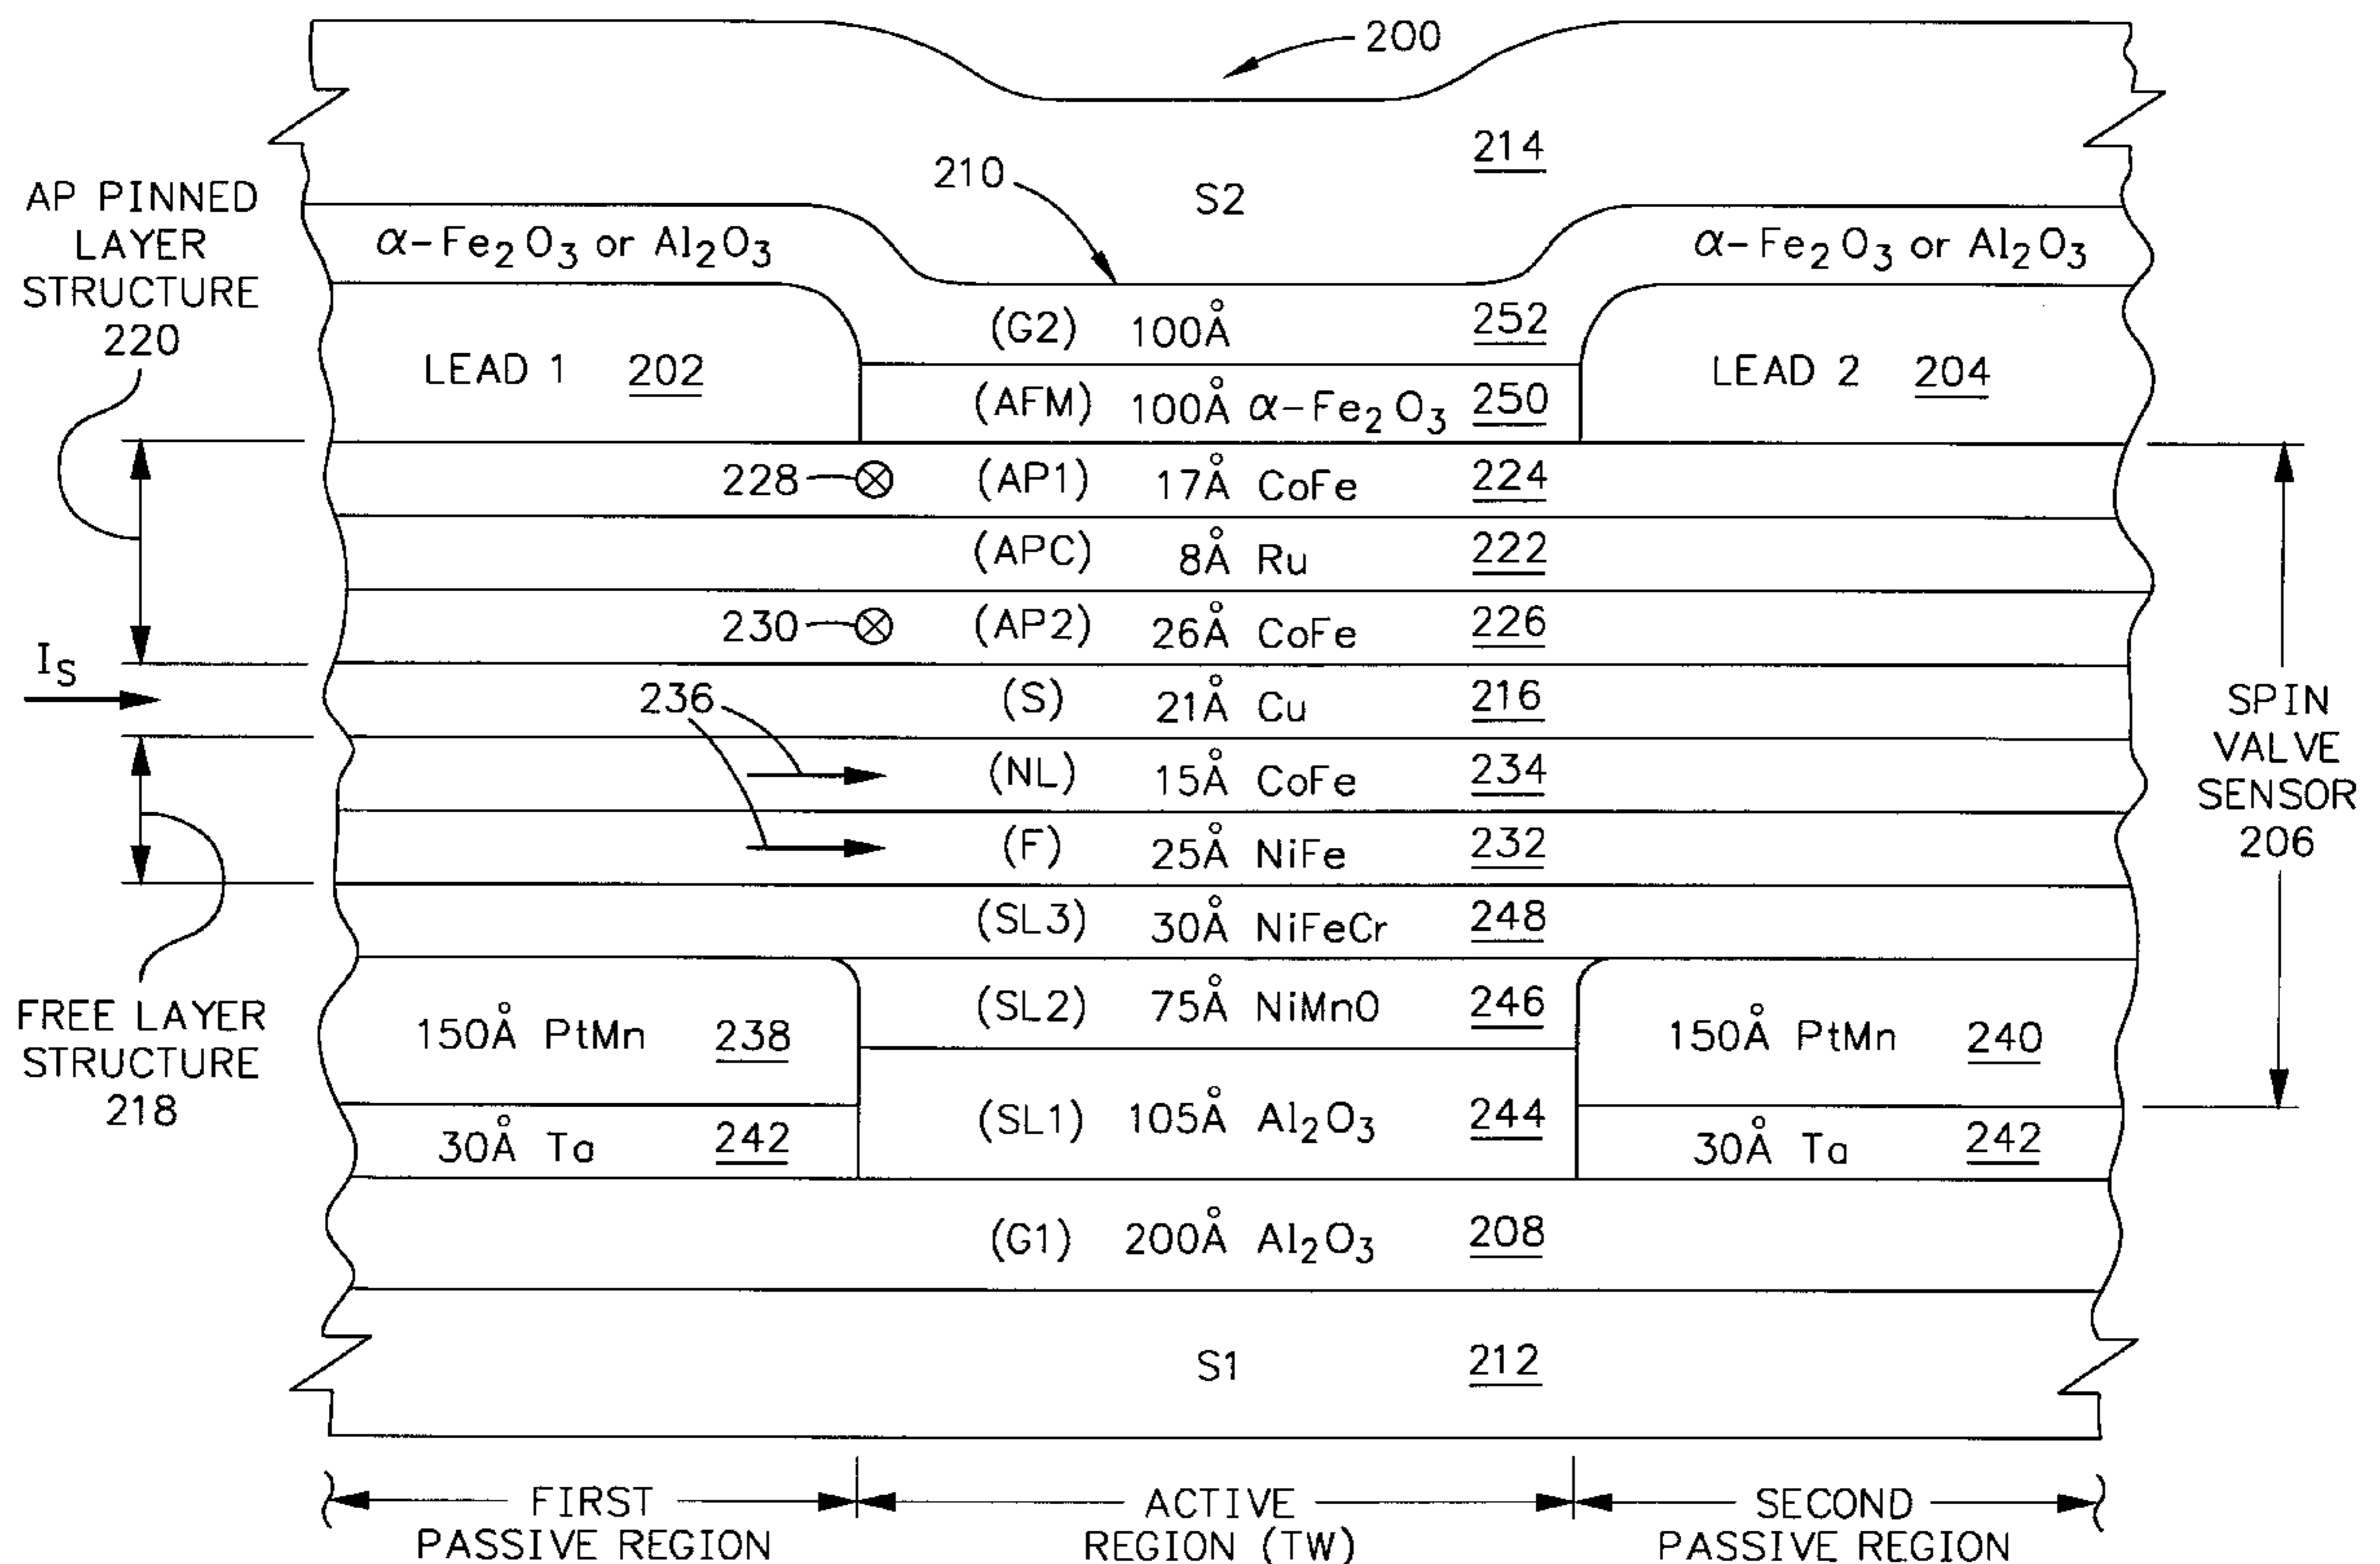 200
214
210
S2
AP PINNED
LAYER
STRUCTURE
220
α-Fe₂O₃ or Al₂O₃
α-Fe₂O₃ or Al₂O₃
(G2) 100Å 252
LEAD 1 202
LEAD 2 204
(AFM) 100Å α-Fe₂O₃ 250
228 (AP1) 17Å CoFe 224
(APC) 8Å Ru 222
230 (AP2) 26Å CoFe 226
IS
236 (S) 21Å Cu 216
(NL) 15Å CoFe 234
(F) 25Å NiFe 232
SPIN
VALVE
SENSOR
206
(SL3) 30Å NiFeCr 248
FREE LAYER
STRUCTURE
218
150Å PtMn 238
(SL2) 75Å NiMnO 246
150Å PtMn 240
30Å Ta 242
(SL1) 105Å Al₂O₃ 244
30Å Ta 242
(G1) 200Å Al₂O₃ 208
S1 212
FIRST
PASSIVE REGION
ACTIVE
REGION (TW)
SECOND
PASSIVE REGION